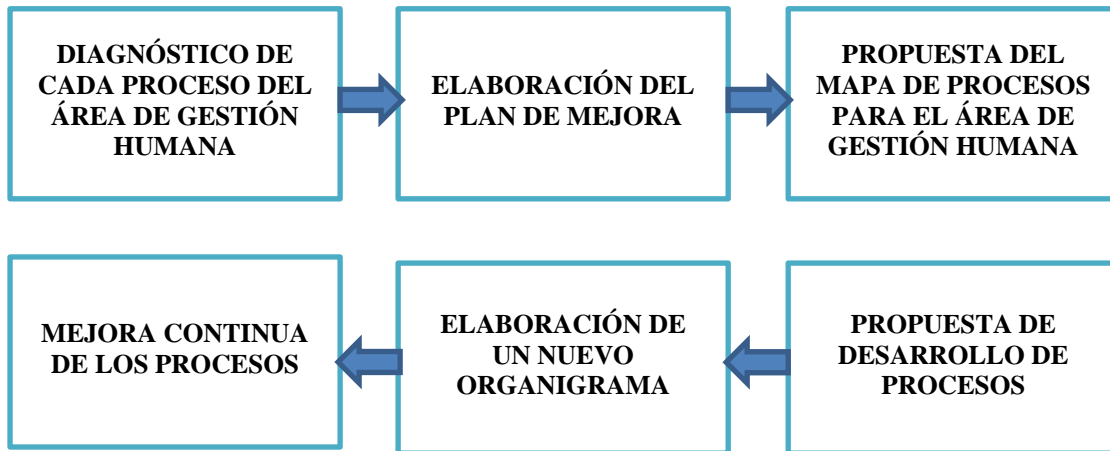 DIAGNÓSTICO DE
CADA PROCESO DEL
ÁREA DE GESTIÓN
HUMANA
ELABORACIÓN DEL
PLAN DE MEJORA
PROPUESTA DEL
MAPA DE PROCESOS
PARA EL ÁREA DE
GESTIÓN HUMANA
PROPUESTA DE
DESARROLLO DE
PROCESOS
ELABORACIÓN DE
UN NUEVO
ORGANIGRAMA
MEJORA CONTINUA
DE LOS PROCESOS